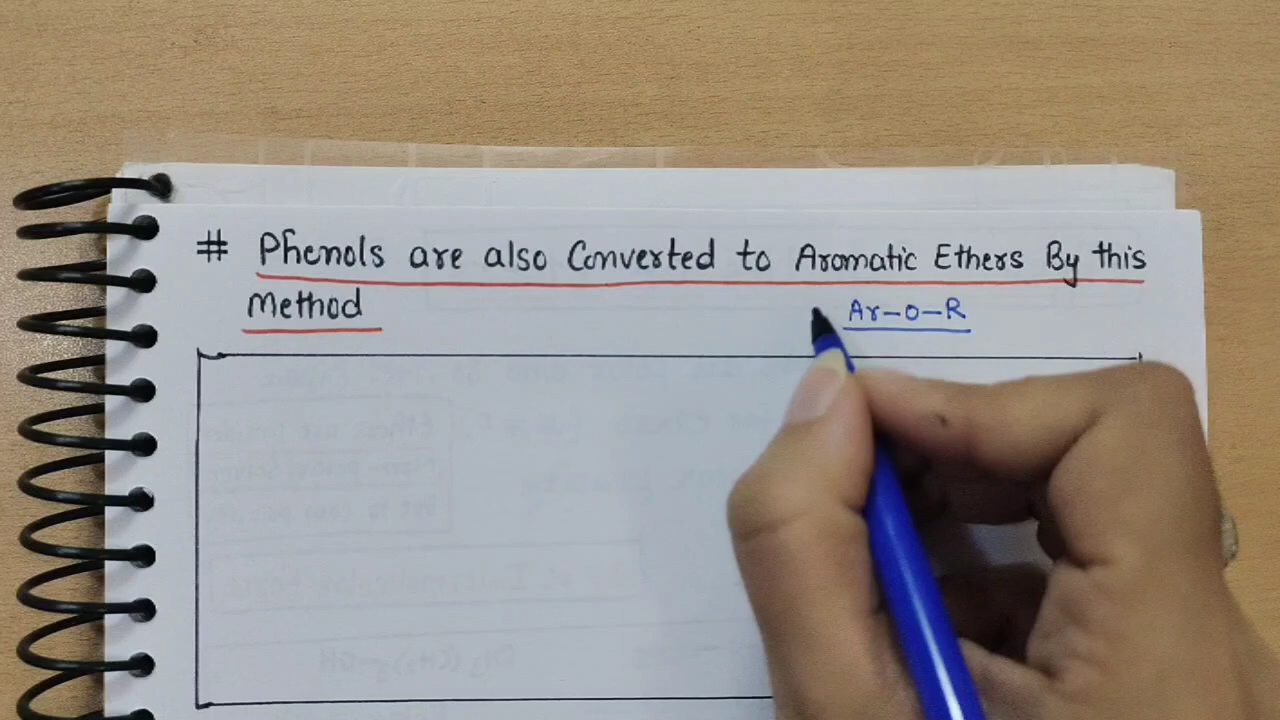 # Phenols are also Converted to Aromatic Ethers By this
Method
Ar-O-R